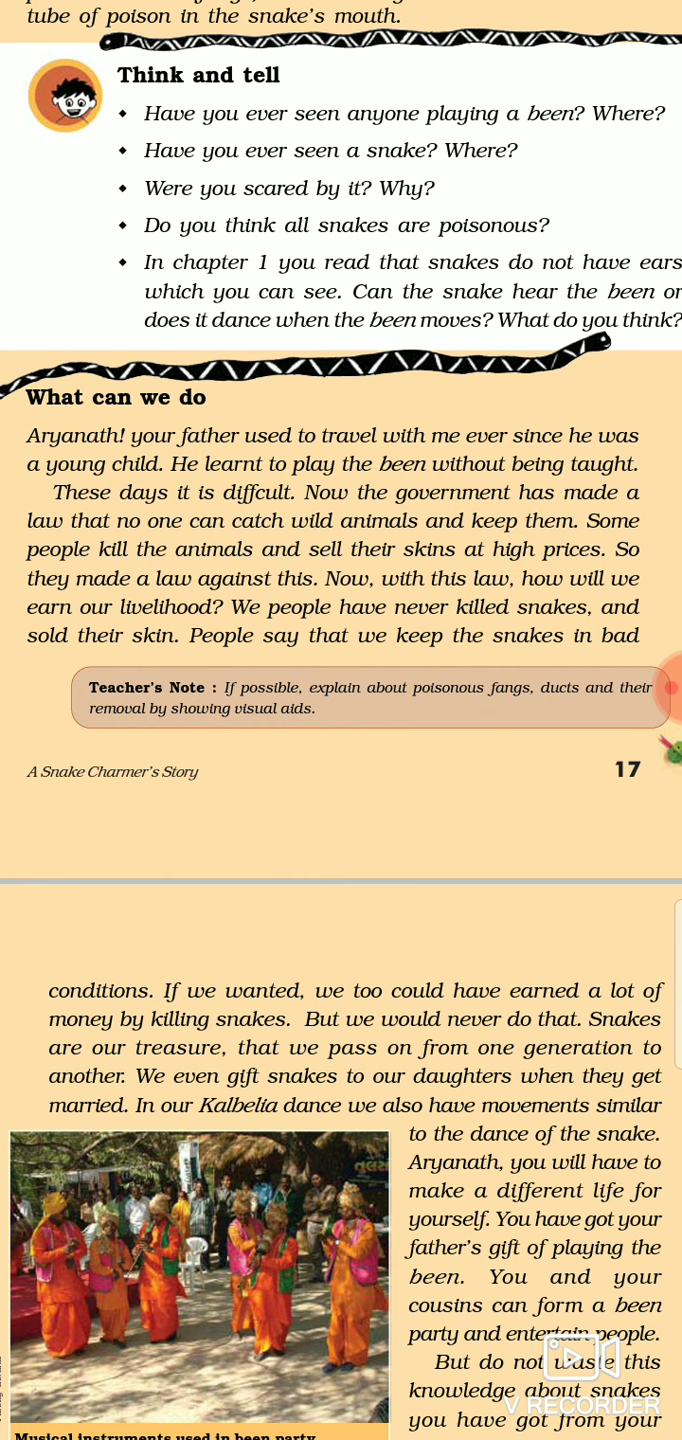 tube of poison in the snake's mouth.
Think and tell
◆ Have you ever seen anyone playing a been? Where?
◆ Have you ever seen a snake? Where?
◆ Were you scared by it? Why?
◆ Do you think all snakes are poisonous?
◆ In chapter 1 you read that snakes do not have ears
which you can see. Can the snake hear the been or
does it dance when the been moves? What do you think?
What can we do
Aryanath! your father used to travel with me ever since he was
a young child. He learnt to play the been without being taught.
These days it is diffcult. Now the government has made a
law that no one can catch wild animals and keep them. Some
people kill the animals and sell their skins at high prices. So
they made a law against this. Now, with this law, how will we
earn our livelihood? We people have never killed snakes, and
sold their skin. People say that we keep the snakes in bad
Teacher's Note : If possible, explain about poisonous fangs, ducts and their
removal by showing visual aids.
A Snake Charmer's Story 17
conditions. If we wanted, we too could have earned a lot of
money by killing snakes. But we would never do that. Snakes
are our treasure, that we pass on from one generation to
another. We even gift snakes to our daughters when they get
married. In our Kalbelia dance we also have movements similar
to the dance of the snake.
Aryanath, you will have to
make a different life for
yourself. You have got your
father's gift of playing the
been. You and your
cousins can form a been
party and entertain people.
But do not waste this
knowledge about snakes
you have got from your
V RECORDER
Musical instruments used in been party